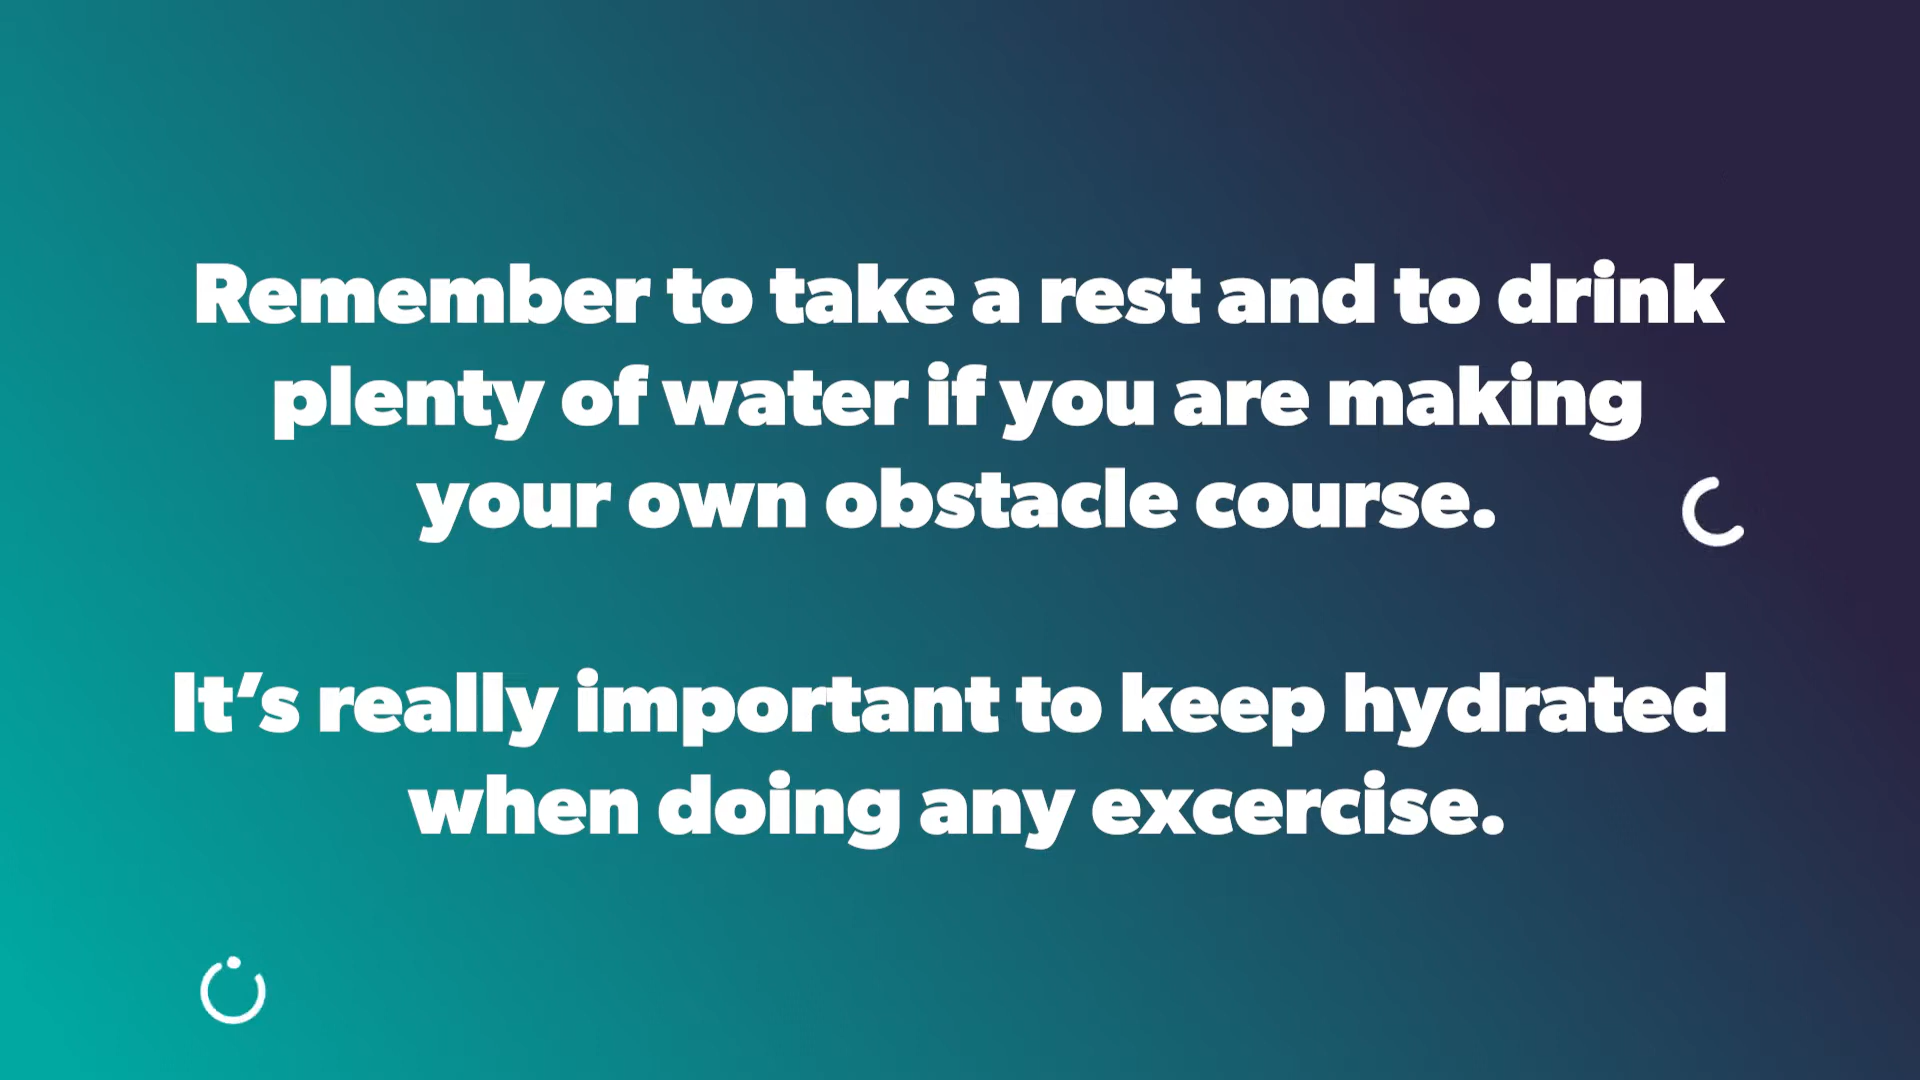 Remember to take a rest and to drink
plenty of water if you are making
your own obstacle course.
It’s really important to keep hydrated
when doing any excercise.